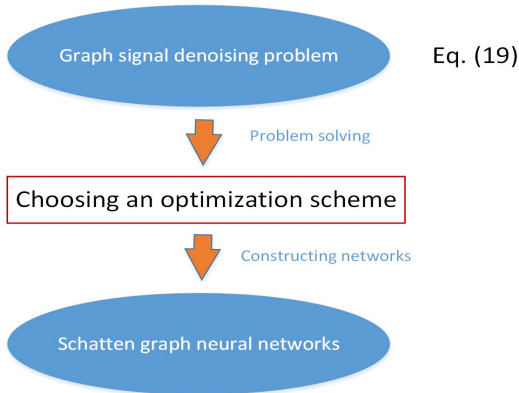 Graph signal denoising problem
Eq. (19)
Problem solving
Choosing an optimization scheme
Constructing networks
Schatten graph neural networks